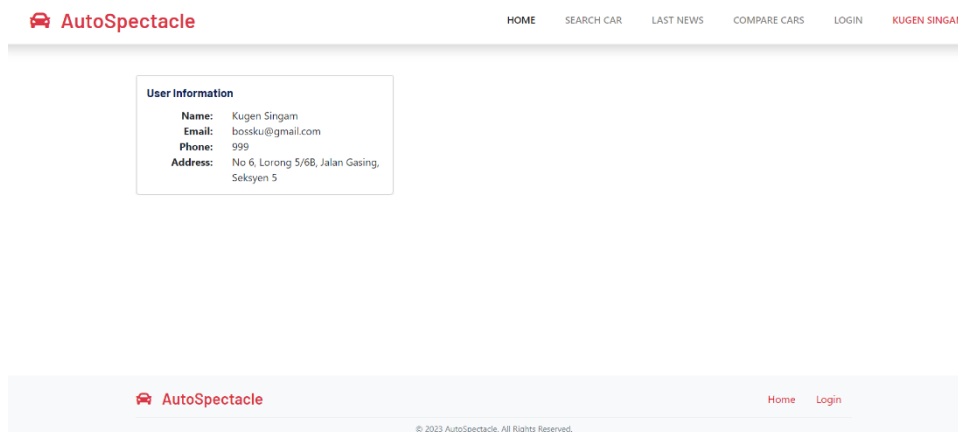 AutoSpectacle HOME SEARCH CAR LAST NEWS COMPARE CARS LOGIN KUGEN SINGAM
User Information
Name: Kugen Singam
Email: bossku@gmail.com
Phone: 999
Address: No 6, Lorong 5/6B, Jalan Gasing,
Seksyen 5
AutoSpectacle Home Login
© 2023 AutoSpectacle. All Rights Reserved.